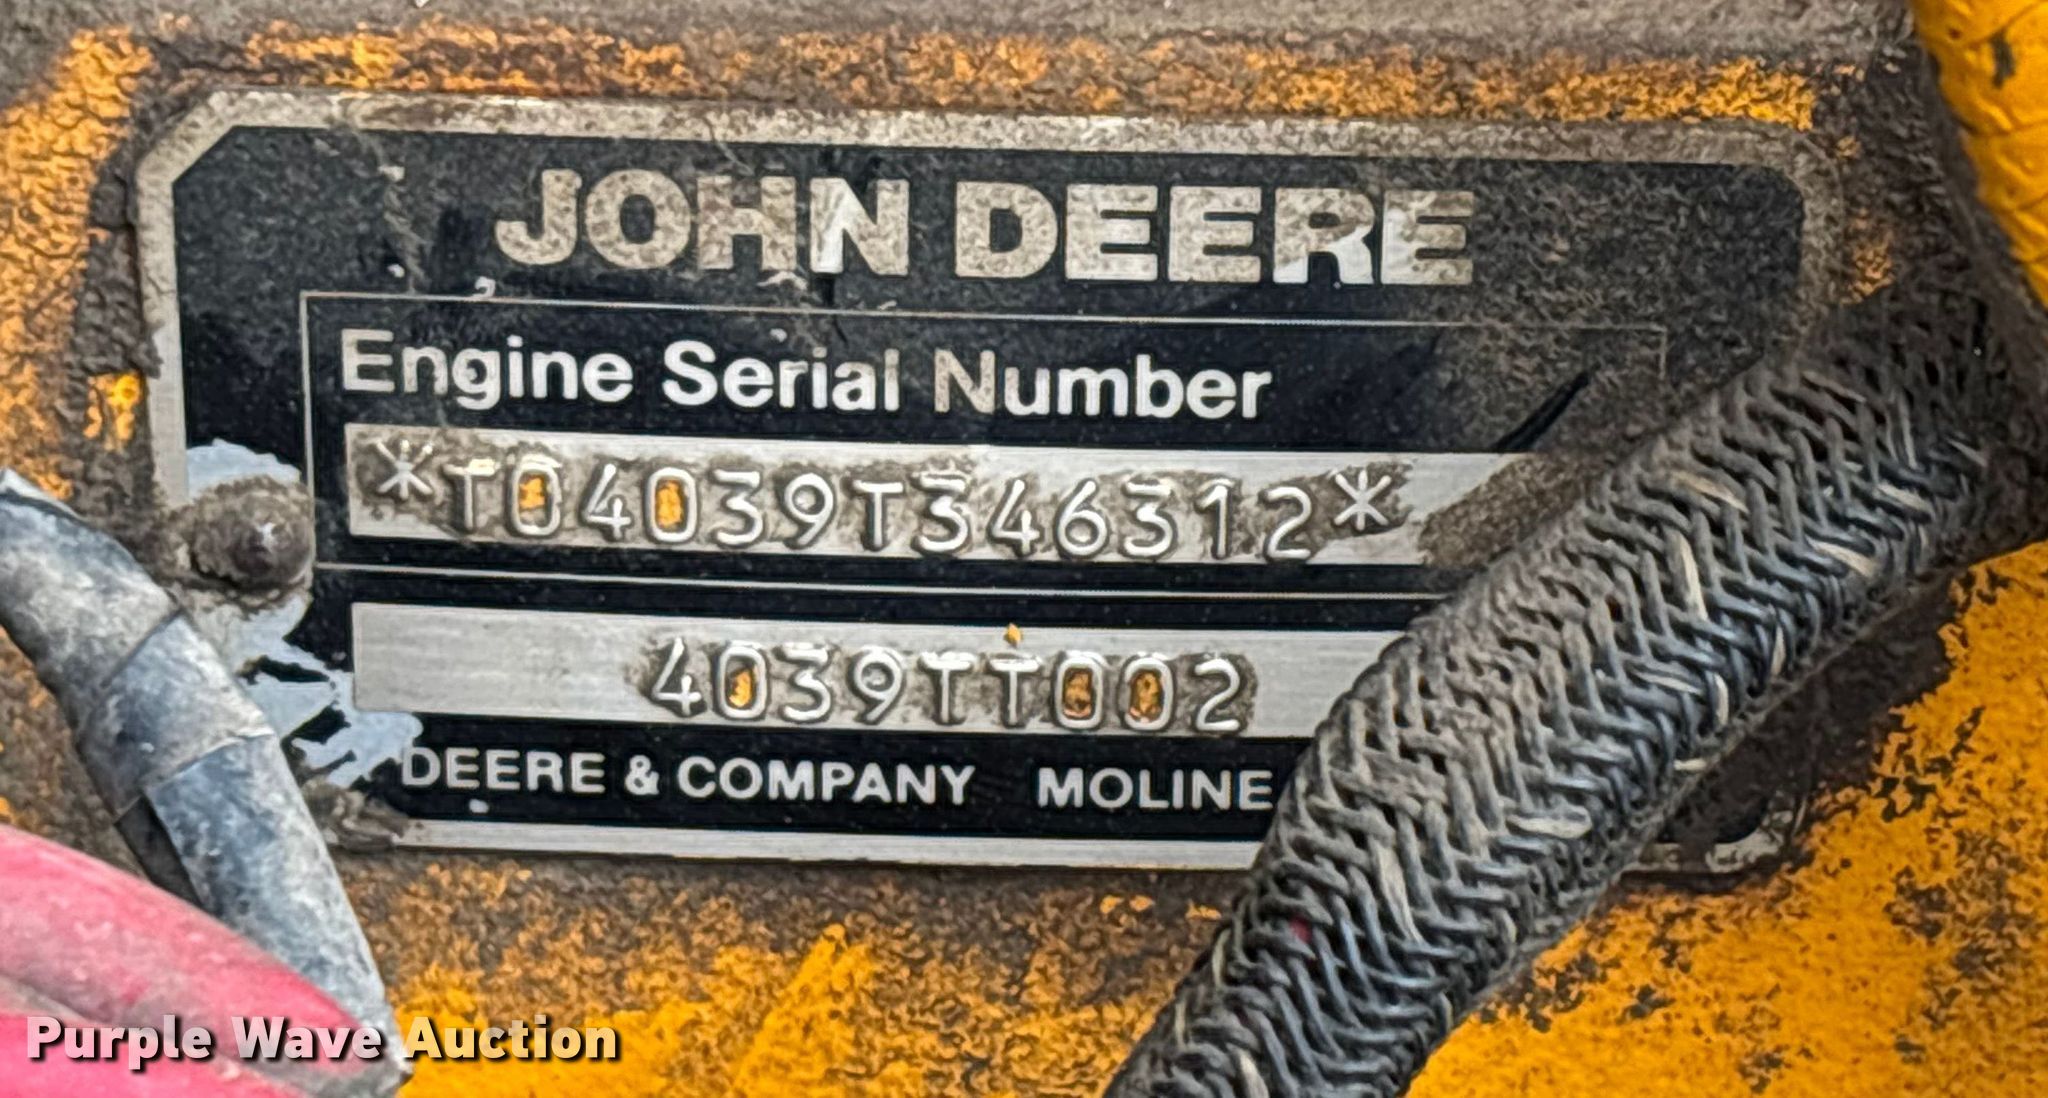 JOHN DEERE
Engine Serial Number
*T04039T346312*
4039TT002
DEERE & COMPANY MOLINE
Purple Wave Auction